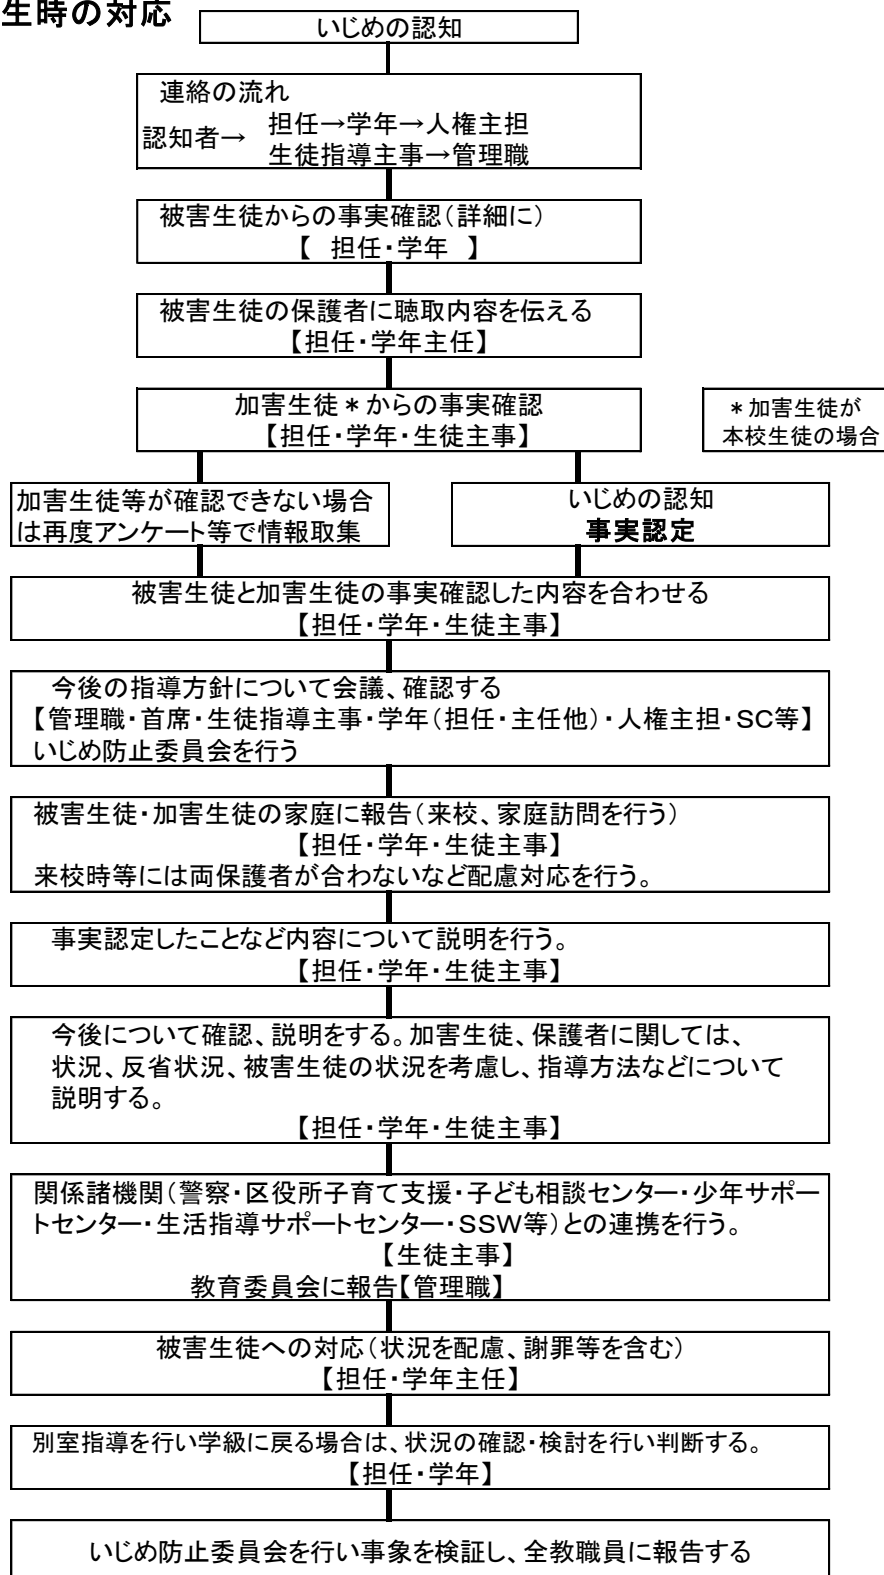 生時の対応
いじめの認知
連絡の流れ
認知者→
担任→学年→人権主担
生徒指導主事→管理職
被害生徒からの事実確認（詳細に）
【　担任・学年　】
被害生徒の保護者に聴取内容を伝える
【担任・学年主任】
加害生徒＊からの事実確認
【担任・学年・生徒主事】
＊加害生徒が
本校生徒の場合
加害生徒等が確認できない場合
は再度アンケート等で情報取集
いじめの認知
事実認定
被害生徒と加害生徒の事実確認した内容を合わせる
【担任・学年・生徒主事】
今後の指導方針について会議、確認する
【管理職・首席・生徒指導主事・学年（担任・主任他）・人権主担・ＳＣ等】
いじめ防止委員会を行う
被害生徒・加害生徒の家庭に報告（来校、家庭訪問を行う）
【担任・学年・生徒主事】
来校時等には両保護者が合わないなど配慮対応を行う。
事実認定したことなど内容について説明を行う。
【担任・学年・生徒主事】
今後について確認、説明をする。加害生徒、保護者に関しては、
状況、反省状況、被害生徒の状況を考慮し、指導方法などについて
説明する。
【担任・学年・生徒主事】
関係諸機関（警察・区役所子育て支援・子ども相談センター・少年サポー
トセンター・生活指導サポートセンター・ＳＳＷ等）との連携を行う。
【生徒主事】
教育委員会に報告【管理職】
被害生徒への対応（状況を配慮、謝罪等を含む）
【担任・学年主任】
別室指導を行い学級に戻る場合は、状況の確認・検討を行い判断する。
【担任・学年】
いじめ防止委員会を行い事象を検証し、全教職員に報告する